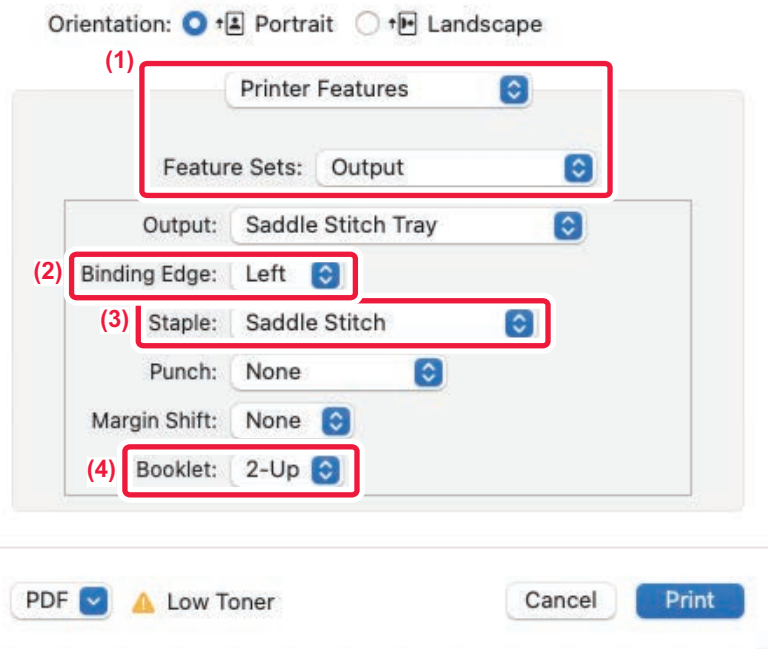 Orientation: Portrait Landscape
(1)
Printer Features
Feature Sets: Output
Output: Saddle Stitch Tray
(2) Binding Edge: Left
(3) Staple: Saddle Stitch
Punch: None
Margin Shift: None
(4) Booklet: 2-Up
PDF Low Toner Cancel Print